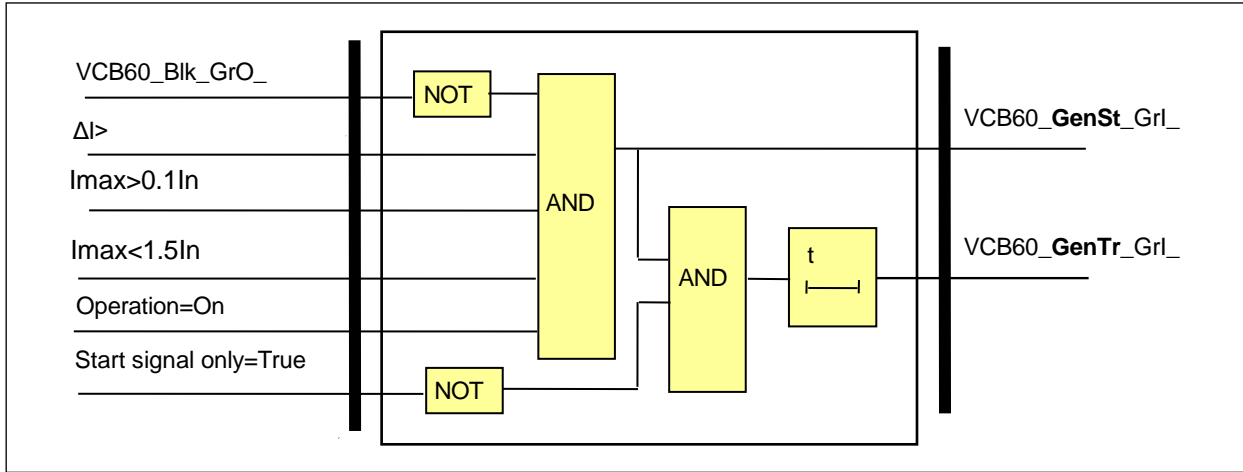 VCB60_Blk_GrO_
NOT
ΔI>
VCB60_GenSt_GrI_
Imax>0.1In
AND
Imax<1.5In
t
VCB60_GenTr_GrI_
AND
Operation=On
Start signal only=True
NOT